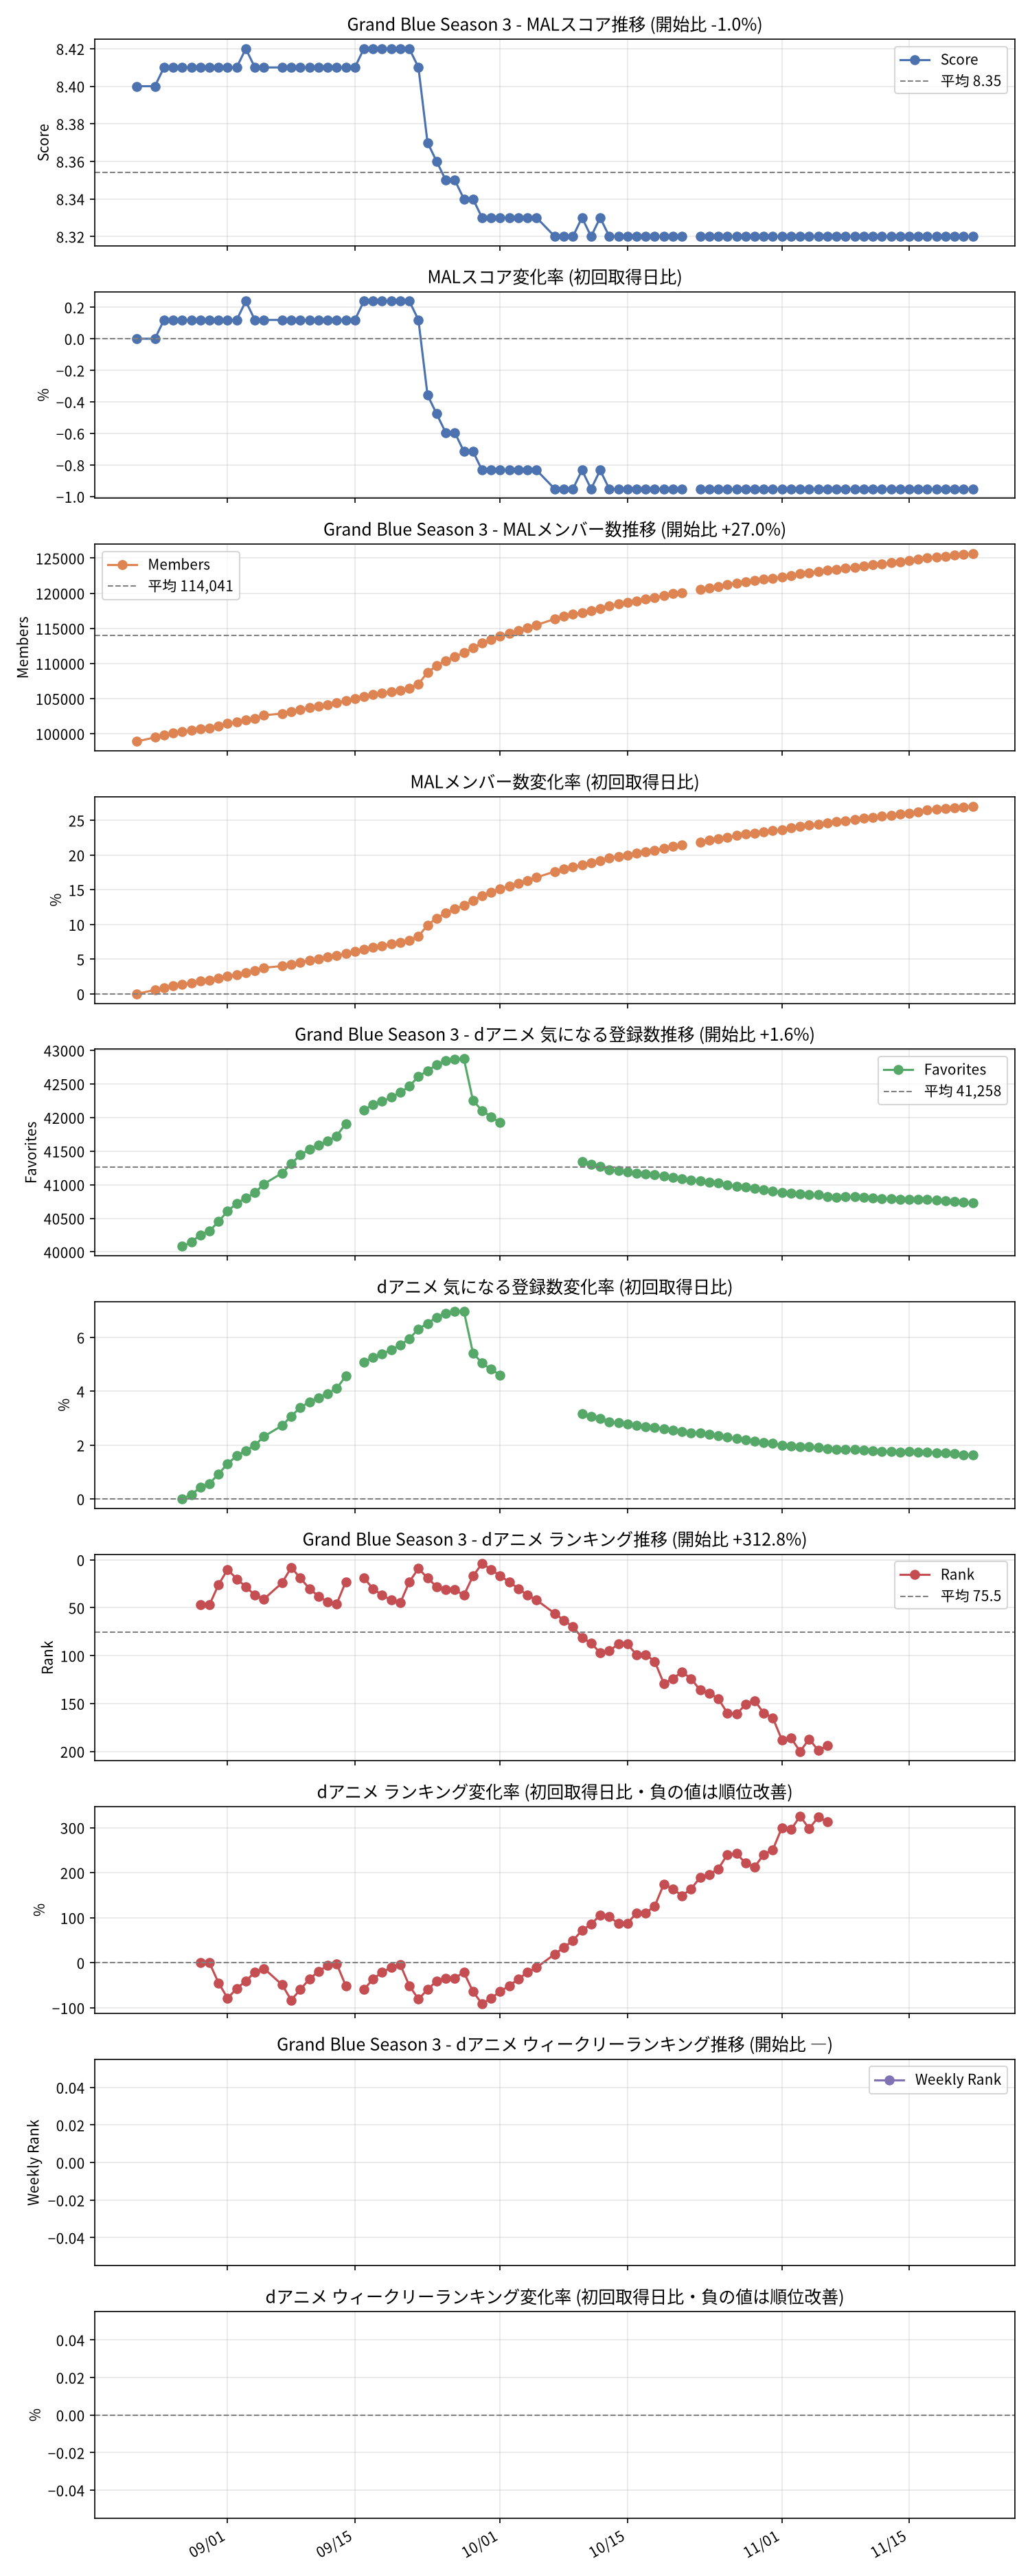 Grand Blue Season 3 - MALスコア推移 (開始比 -1.0%)
8.42
8.40
8.38
8.36
8.34
8.32
Score
Score
平均 8.35
MALスコア変化率 (初回取得日比)
0.2
0.0
−0.2
−0.4
−0.6
−0.8
−1.0
%
Grand Blue Season 3 - MALメンバー数推移 (開始比 +27.0%)
125000
120000
115000
110000
105000
100000
Members
Members
平均 114,041
MALメンバー数変化率 (初回取得日比)
25
20
15
10
5
0
%
Grand Blue Season 3 - dアニメ 気になる登録数推移 (開始比 +1.6%)
43000
42500
42000
41500
41000
40500
40000
Favorites
Favorites
平均 41,258
dアニメ 気になる登録数変化率 (初回取得日比)
6
4
2
0
%
Grand Blue Season 3 - dアニメ ランキング推移 (開始比 +312.8%)
0
50
100
150
200
Rank
Rank
平均 75.5
dアニメ ランキング変化率 (初回取得日比・負の値は順位改善)
300
200
100
0
−100
%
Grand Blue Season 3 - dアニメ ウィークリーランキング推移 (開始比 —)
0.04
0.02
0.00
−0.02
−0.04
Weekly Rank
Weekly Rank
dアニメ ウィークリーランキング変化率 (初回取得日比・負の値は順位改善)
0.04
0.02
0.00
−0.02
−0.04
%
09/01
09/15
10/01
10/15
11/01
11/15